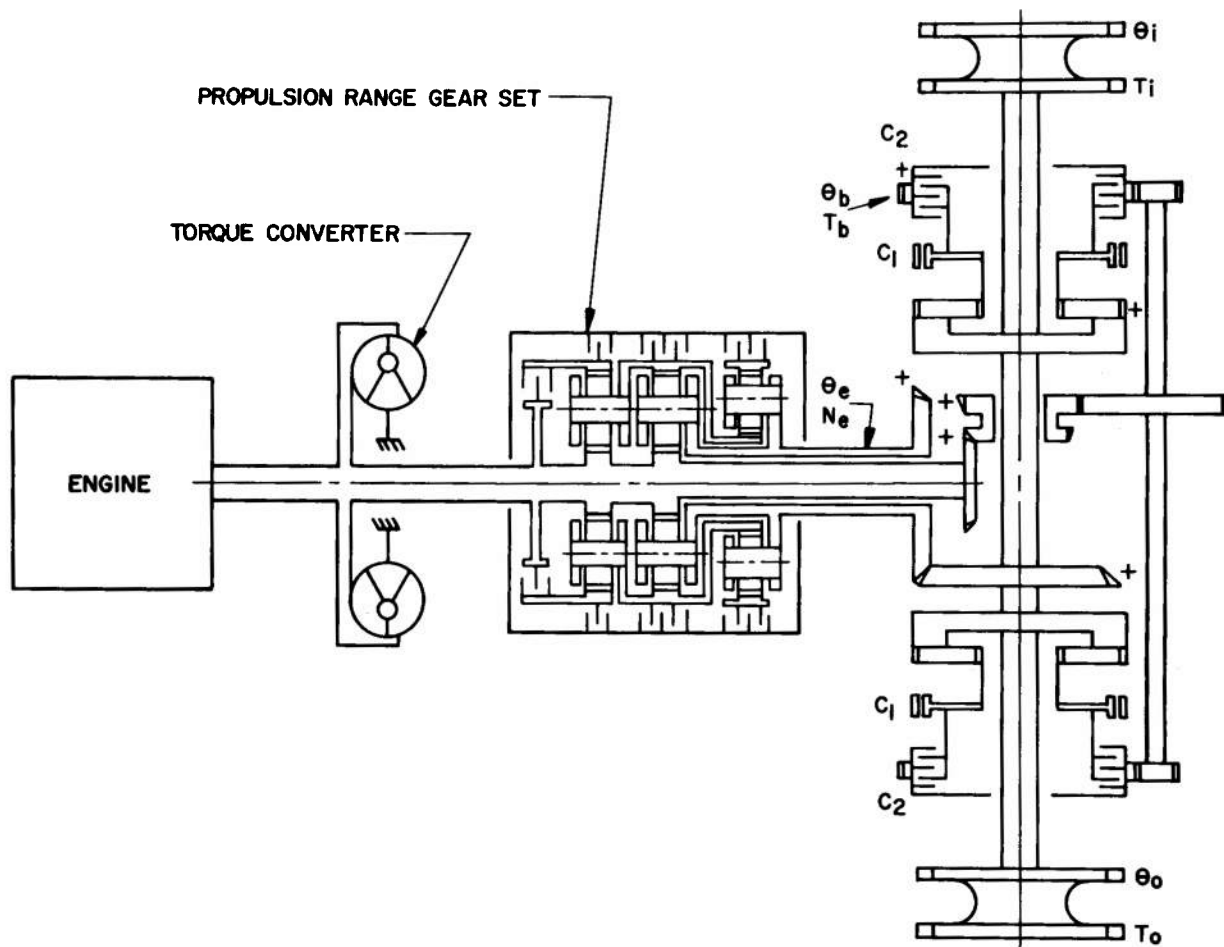 θi
Ti
PROPULSION RANGE GEAR SET
C2
+
θb
Tb
TORQUE CONVERTER
C1
+
θe
Ne
+
+
+
ENGINE
+
C1
C2
θo
To